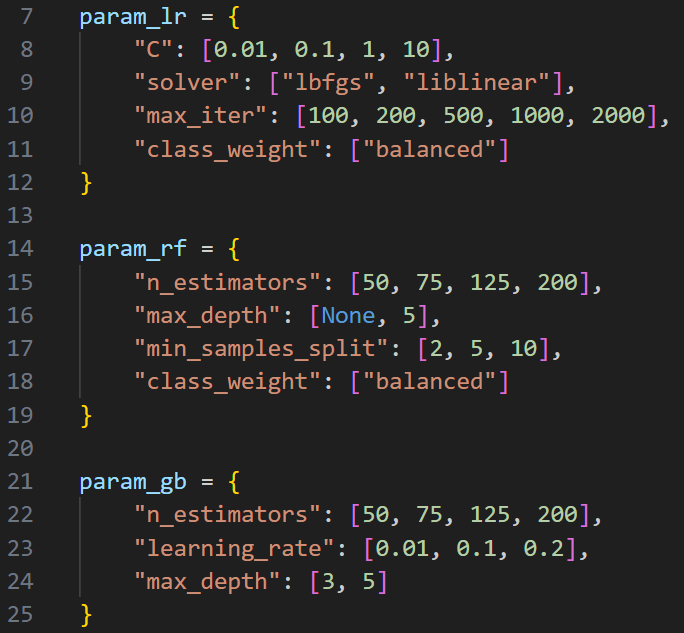 7 param_lr = {
8 "C": [0.01, 0.1, 1, 10],
9 "solver": ["lbfgs", "liblinear"],
10 "max_iter": [100, 200, 500, 1000, 2000],
11 "class_weight": ["balanced"]
12 }
13
14 param_rf = {
15 "n_estimators": [50, 75, 125, 200],
16 "max_depth": [None, 5],
17 "min_samples_split": [2, 5, 10],
18 "class_weight": ["balanced"]
19 }
20
21 param_gb = {
22 "n_estimators": [50, 75, 125, 200],
23 "learning_rate": [0.01, 0.1, 0.2],
24 "max_depth": [3, 5]
25 }